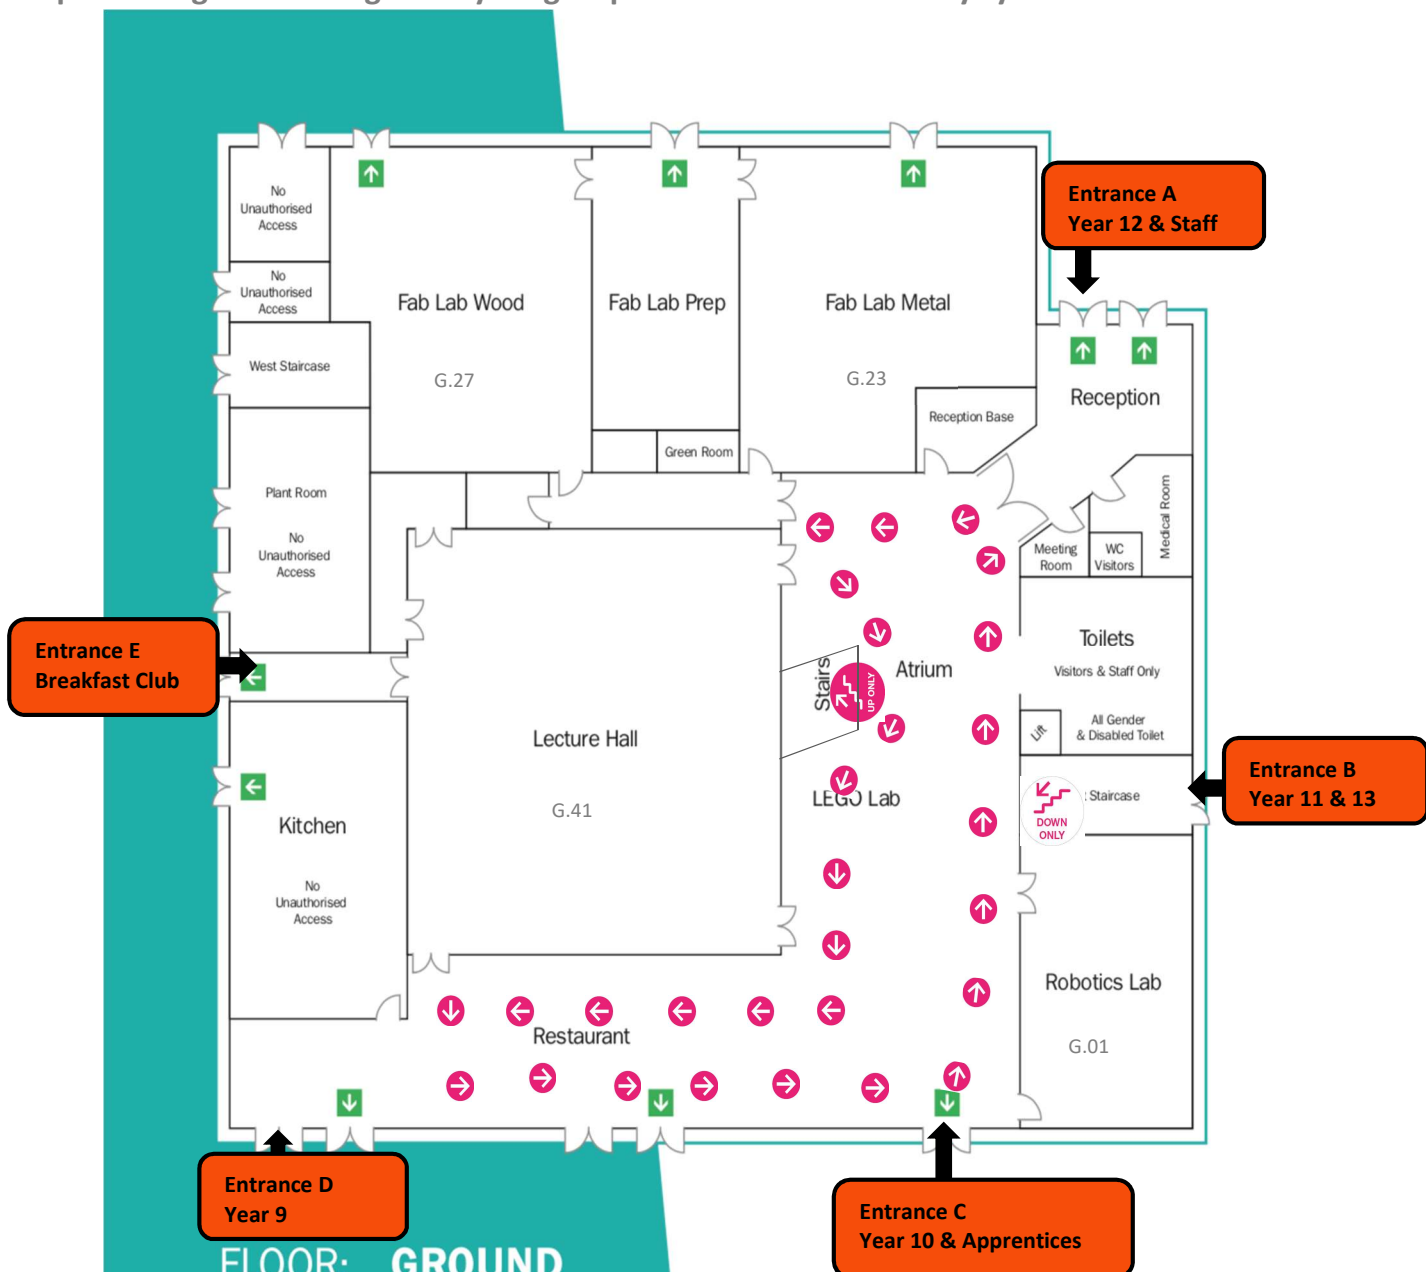 Entrance A
Year 12 & Staff
No
Unauthorised
Access
No
Unauthorised
Access
Fab Lab Wood
Fab Lab Prep
Fab Lab Metal
West Staircase
G.27
G.23
Reception
Reception Base
Green Room
Plant Room
No
Unauthorised
Access
Medical Room
Meeting
Room
WC
Visitors
Entrance E
Breakfast Club
Toilets
Visitors & Staff Only
Stairs
UP ONLY
Atrium
Lift
All Gender
& Disabled Toilet
Lecture Hall
G.41
LEGO Lab
Staircase
DOWN
ONLY
Entrance B
Year 11 & 13
Kitchen
No
Unauthorised
Access
Robotics Lab
G.01
Restaurant
Entrance D
Year 9
Entrance C
Year 10 & Apprentices
FLOOR: GROUND